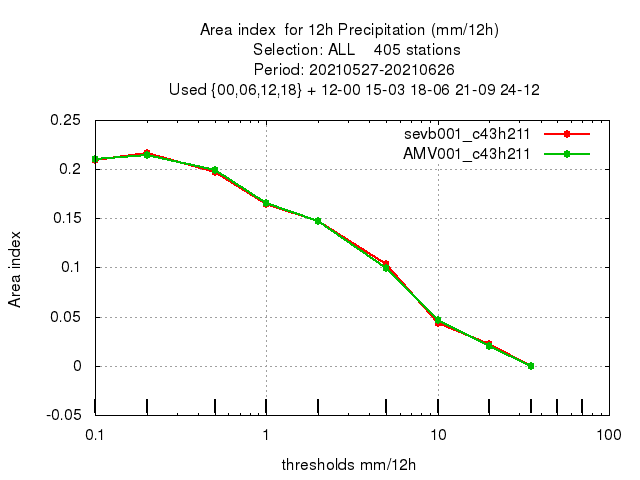 Area index  for 12h Precipitation (mm/12h)
Selection: ALL    405 stations
Period: 20210527-20210626
Used {00,06,12,18} + 12-00 15-03 18-06 21-09 24-12
0.25
sevb001_c43h211
AMV001_c43h211
0.2
0.15
0.1
0.05
0
-0.05
Area index
0.1 1 10 100
thresholds mm/12h